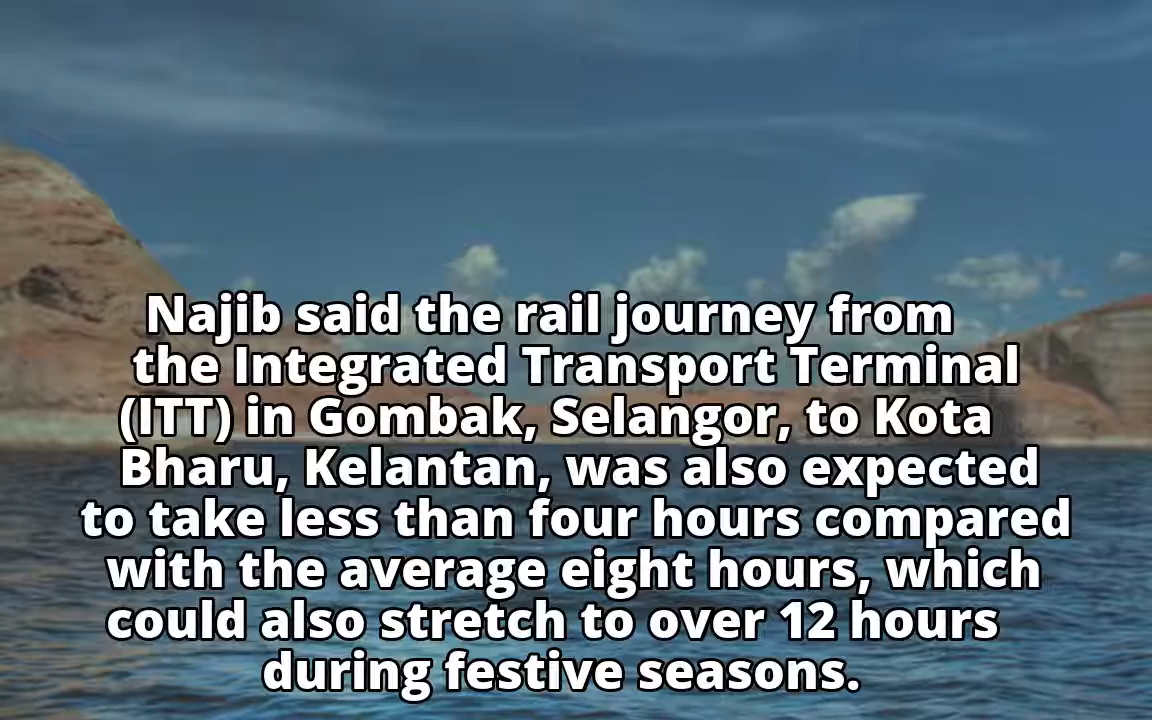 Najib said the rail journey from
the Integrated Transport Terminal
(ITT) in Gombak, Selangor, to Kota
Bharu, Kelantan, was also expected
to take less than four hours compared
with the average eight hours, which
could also stretch to over 12 hours
during festive seasons.